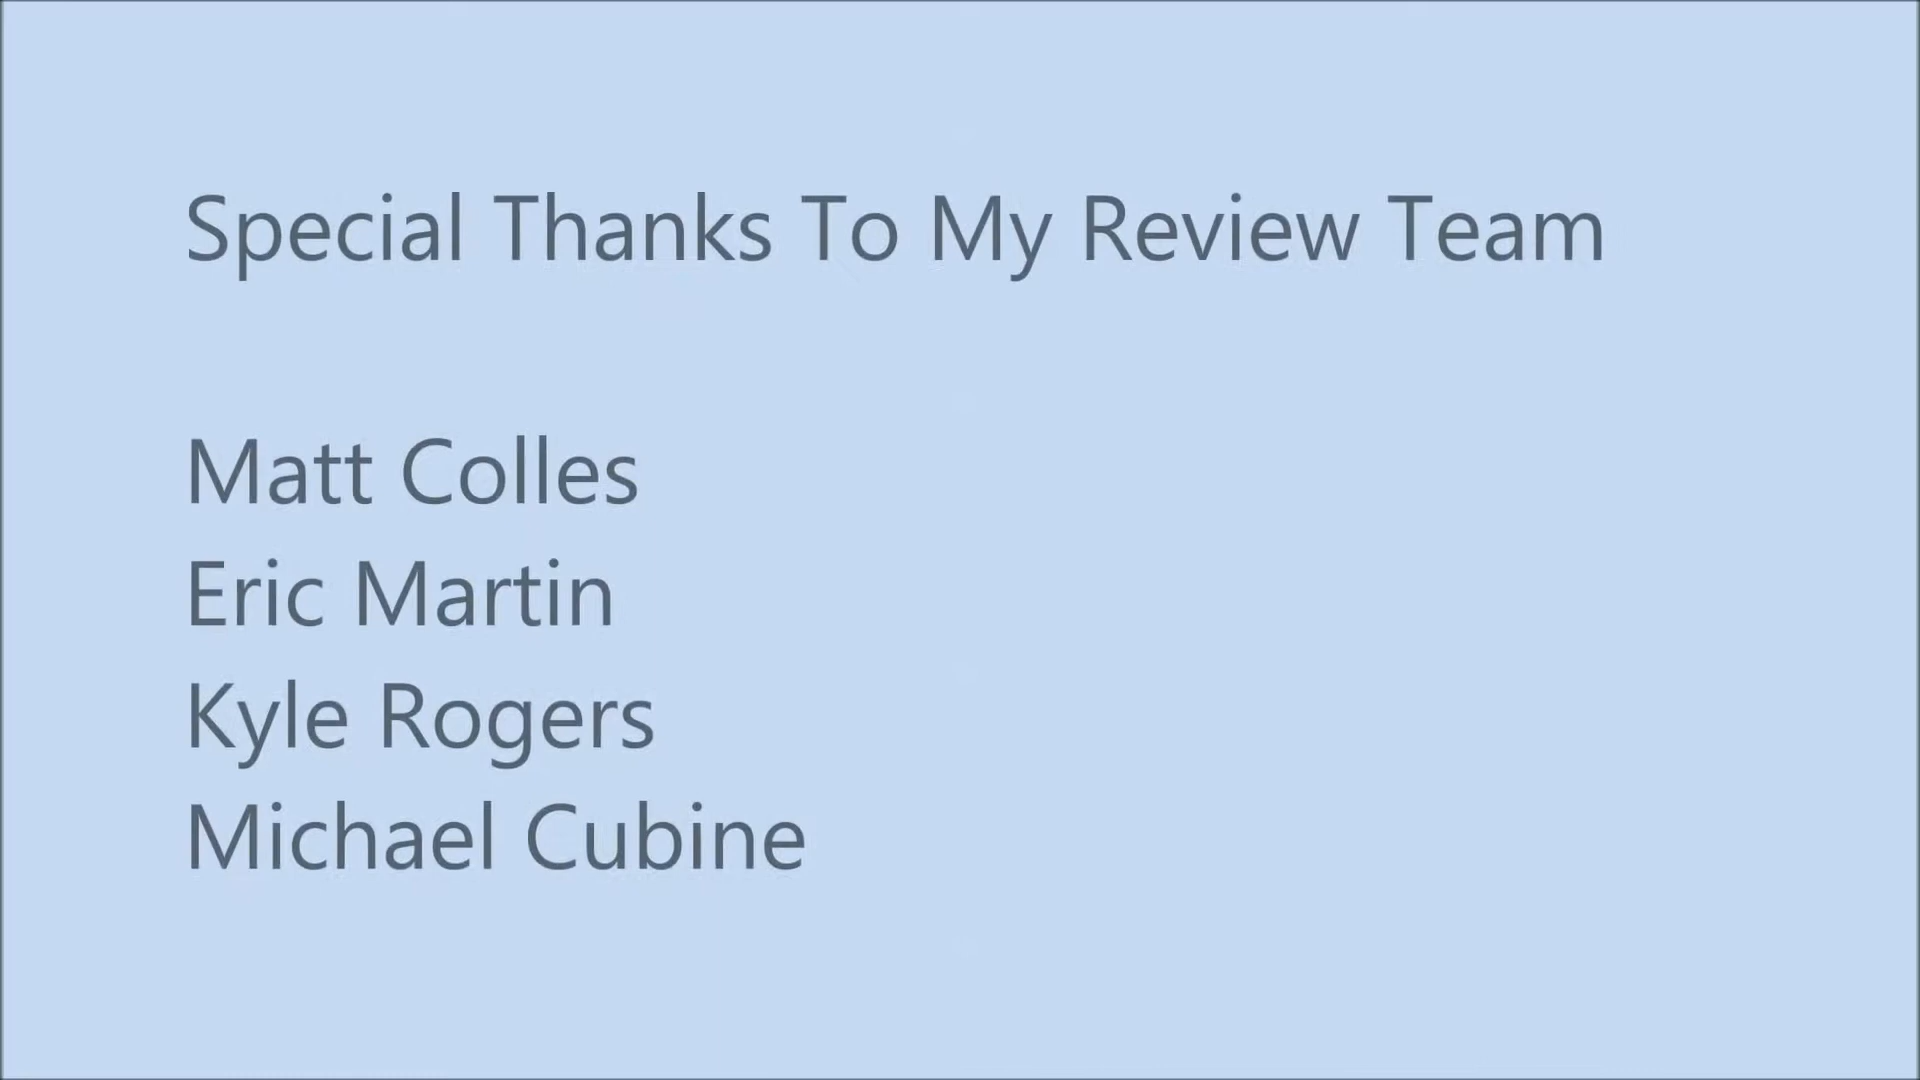 Special Thanks To My Review Team
Matt Colles
Eric Martin
Kyle Rogers
Michael Cubine